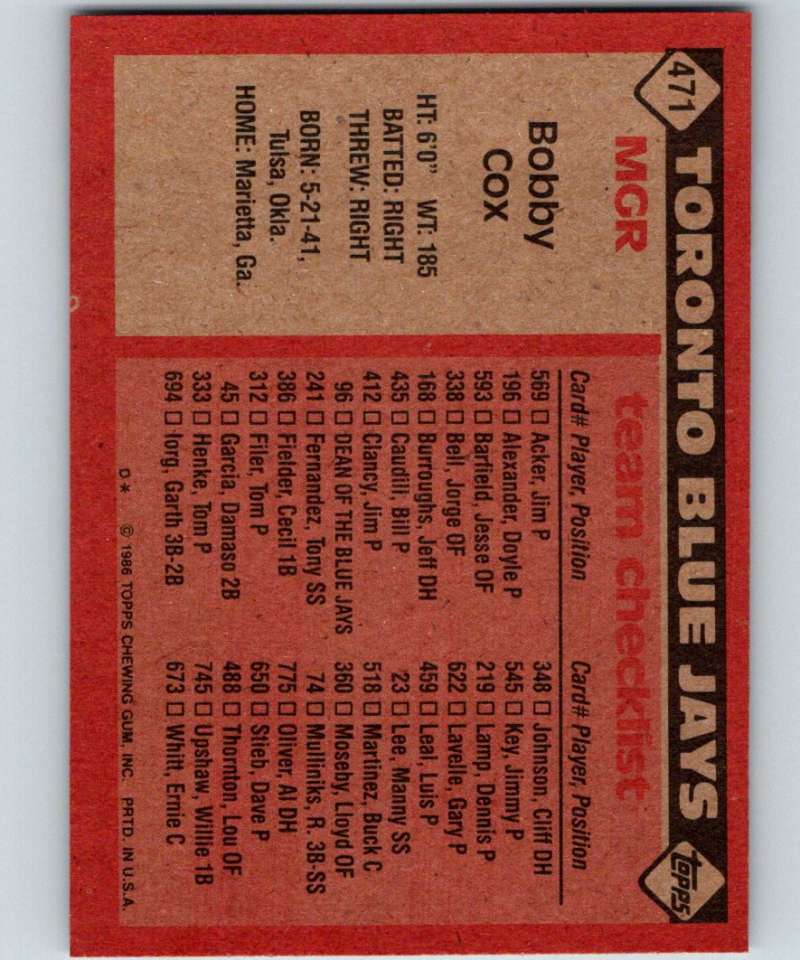 471
TORONTO BLUE JAYS
TOPPS
MGR
Bobby
COX
HT: 6'0" WT: 185
BATTED: RIGHT
THREW: RIGHT
BORN: 5-21-41,
Tulsa, Okla.
HOME: Marietta, Ga.
team checklist
Card# Player, Position
569 □ Acker, Jim P
196 □ Alexander, Doyle P
593 □ Barfield, Jesse OF
338 □ Bell, Jorge OF
168 □ Burroughs, Jeff DH
435 □ Caudill, Bill P
412 □ Clancy, Jim P
96 □ DEAN OF THE BLUE JAYS
241 □ Fernandez, Tony SS
386 □ Fielder, Cecil 1B
312 □ Filer, Tom P
45 □ Garcia, Damaso 2B
333 □ Henke, Tom P
694 □ Iorg, Garth 3B-2B
Card# Player, Position
348 □ Johnson, Cliff DH
545 □ Key, Jimmy P
219 □ Lamp, Dennis P
622 □ Lavelle, Gary P
459 □ Leal, Luis P
23 □ Lee, Manny SS
518 □ Martinez, Buck C
360 □ Moseby, Lloyd OF
74 □ Mulliniks, R. 3B-SS
775 □ Oliver, Al DH
650 □ Stieb, Dave P
488 □ Thornton, Lou OF
745 □ Upshaw, Willie 1B
673 □ Whitt, Ernie C
D* © 1986 TOPPS CHEWING GUM, INC. PRTD. IN U.S.A.